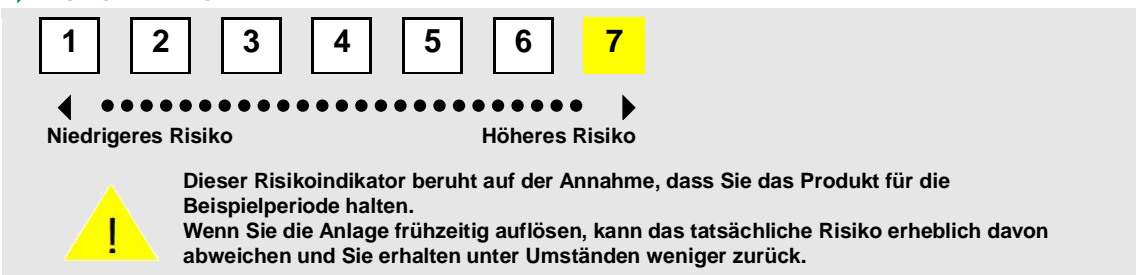 1 2 3 4 5 6 7
Niedrigeres Risiko Höheres Risiko
Dieser Risikoindikator beruht auf der Annahme, dass Sie das Produkt für die
Beispielperiode halten.
Wenn Sie die Anlage frühzeitig auflösen, kann das tatsächliche Risiko erheblich davon
abweichen und Sie erhalten unter Umständen weniger zurück.
!